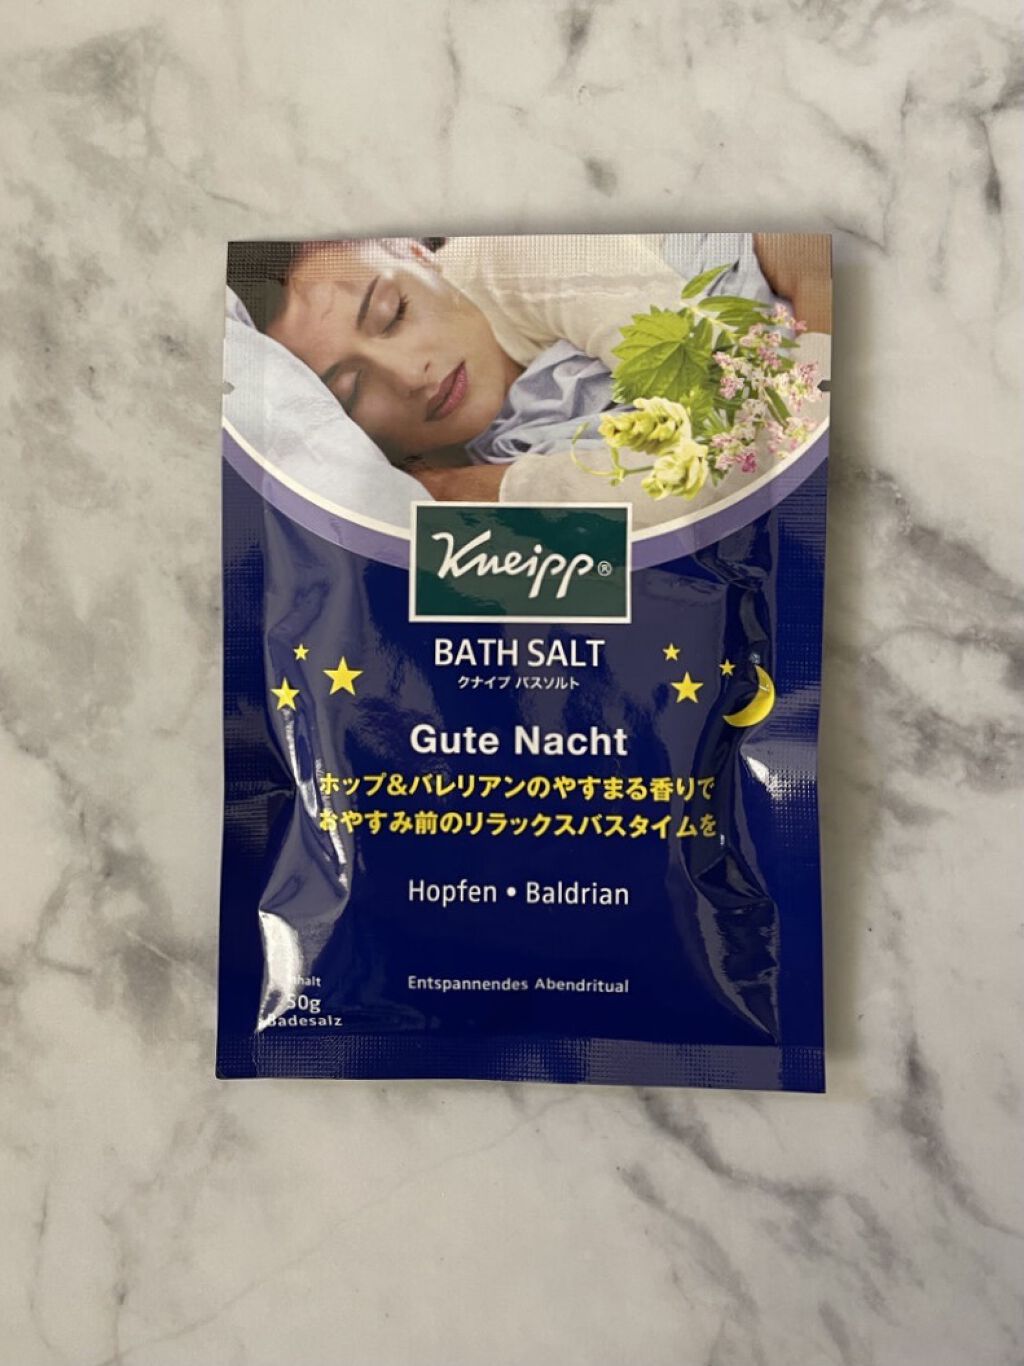 Kneipp®
BATH SALT
クナイプ バスソルト
Gute Nacht
ホップ&バレリアンのやすまる香りで
おやすみ前のリラックスバスタイムを
Hopfen • Baldrian
Entspannendes Abendritual
50g
Badesalz